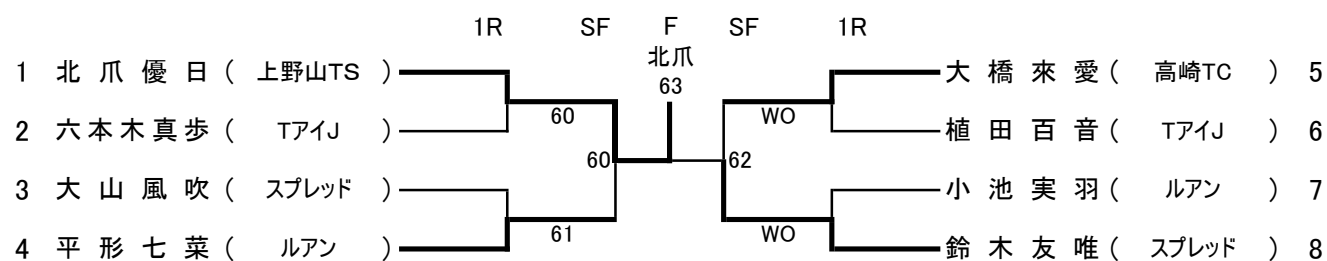 1R SF F SF 1R
北爪
1 北爪優日 ( 上野山TS ) 大橋來愛 ( 高崎TC ) 5
63
60 WO
2 六本木真歩 ( TアイJ ) 植田百音 ( TアイJ ) 6
60 62
3 大山風吹 ( スプレッド ) 小池実羽 ( ルアン ) 7
61 WO
4 平形七菜 ( ルアン ) 鈴木友唯 ( スプレッド ) 8